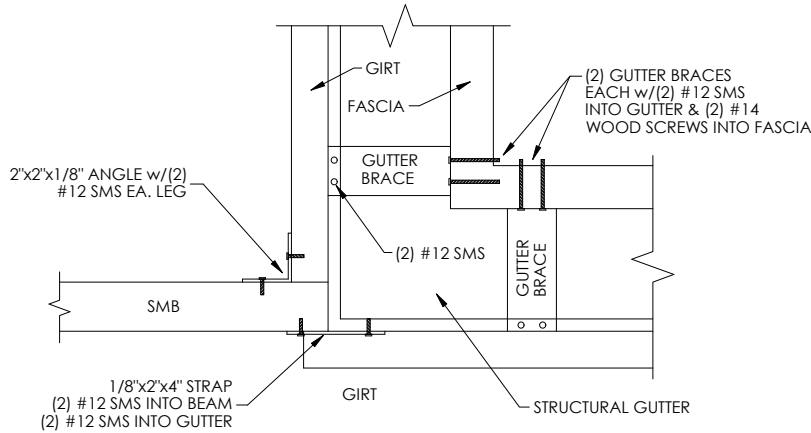 GIRT
FASCIA
(2) GUTTER BRACES
EACH w/(2) #12 SMS
INTO GUTTER & (2) #14
WOOD SCREWS INTO FASCIA
GUTTER
BRACE
2"x2"x1/8" ANGLE w/(2)
#12 SMS EA. LEG
(2) #12 SMS
GUTTER
BRACE
SMB
1/8"x2"x4" STRAP
(2) #12 SMS INTO BEAM
(2) #12 SMS INTO GUTTER
GIRT
STRUCTURAL GUTTER